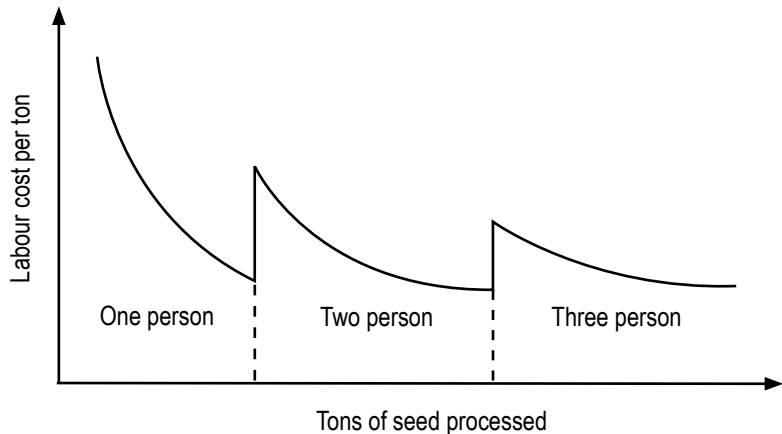 Labour cost per ton
One person
Two person
Three person
Tons of seed processed